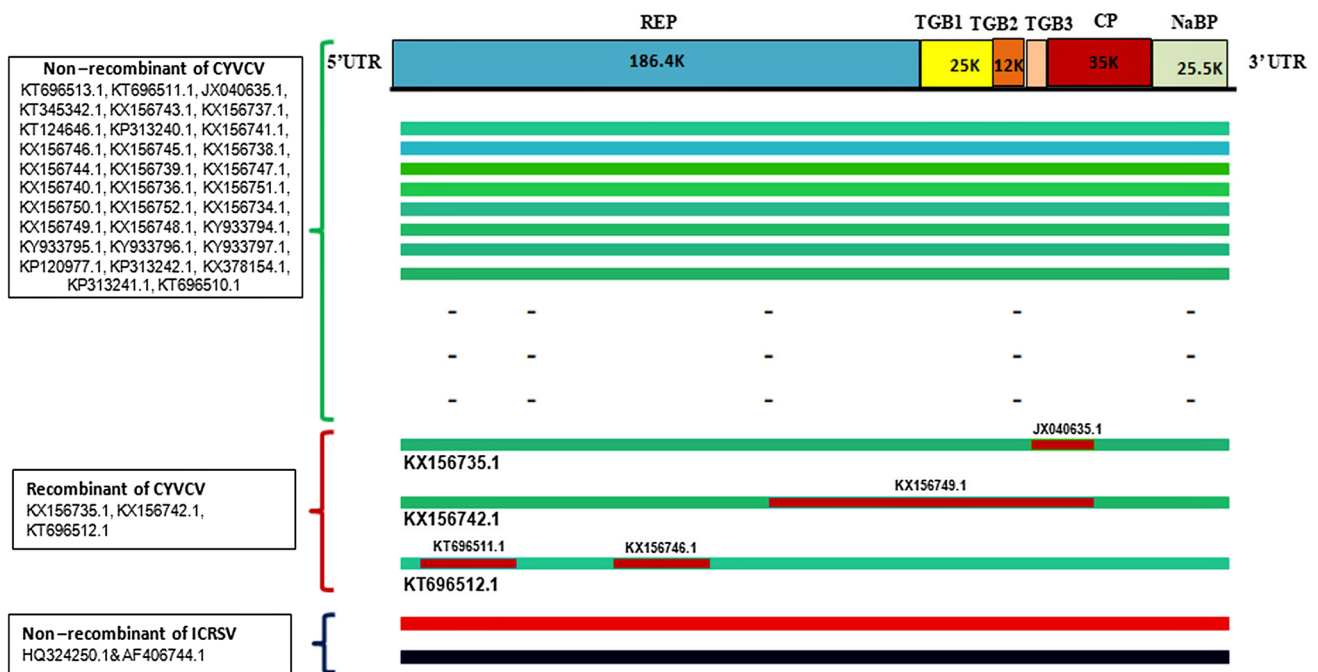 REP TGB1 TGB2 TGB3 CP NaBP
5'UTR 186.4K 25K 12K 35K 25.5K 3'UTR
Non–recombinant of CYVCV
KT696513.1, KT696511.1, JX040635.1,
KT345342.1, KX156743.1, KX156737.1,
KT124646.1, KP313240.1, KX156741.1,
KX156746.1, KX156745.1, KX156738.1,
KX156744.1, KX156739.1, KX156747.1,
KX156740.1, KX156736.1, KX156751.1,
KX156750.1, KX156752.1, KX156734.1,
KX156749.1, KX156748.1, KY933794.1,
KY933795.1, KY933796.1, KY933797.1,
KP120977.1, KP313242.1, KX378154.1,
KP313241.1, KT696510.1
- - - - -
- - - - -
- - - - -
JX040635.1
KX156735.1
Recombinant of CYVCV
KX156735.1, KX156742.1,
KT696512.1
KX156749.1
KX156742.1
KT696511.1 KX156746.1
KT696512.1
Non–recombinant of ICRSV
HQ324250.1&AF406744.1